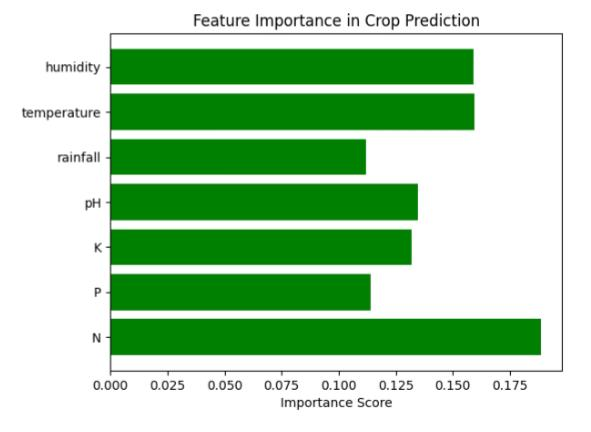 Feature Importance in Crop Prediction
humidity
temperature
rainfall
pH
K
P
N
0.000 0.025 0.050 0.075 0.100 0.125 0.150 0.175
Importance Score